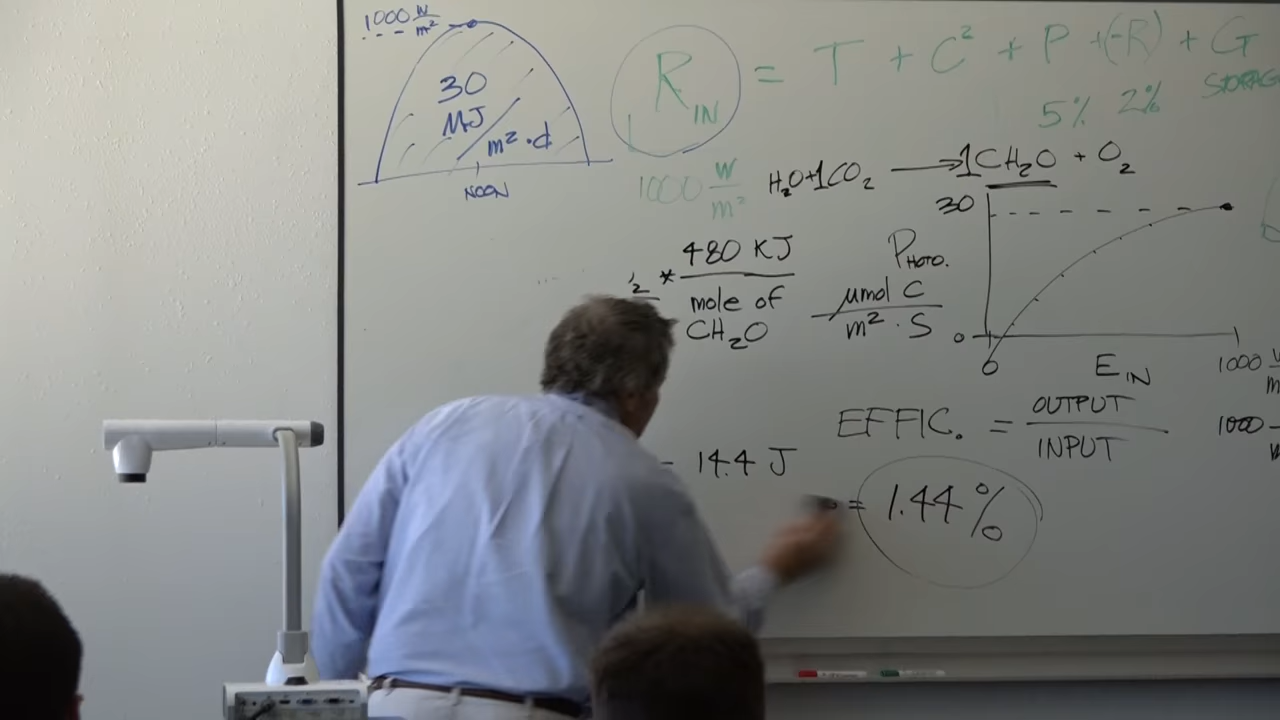 1000 W/m²
30
MJ/m²·d
NOON
R IN = T + C² + P + (-R) + G
5% 2% STORAG
1000 W/m²
H₂O + 1CO₂ → 1CH₂O + O₂
* 480 KJ
mole of
CH₂O
PHOTO.
μmol C
m² · S
30
0
0
E IN
1000 W
EFFIC. = OUTPUT
INPUT
1000
14.4 J
= 1.44%